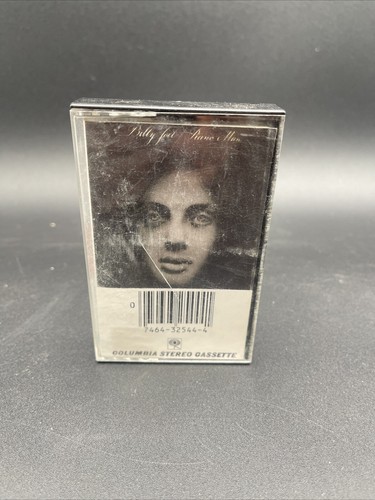 Billy Joel Piano Man
0
7464-32544-4
COLUMBIA STEREO CASSETTE